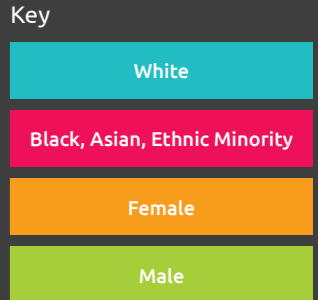 Key
White
Black, Asian, Ethnic Minority
Female
Male